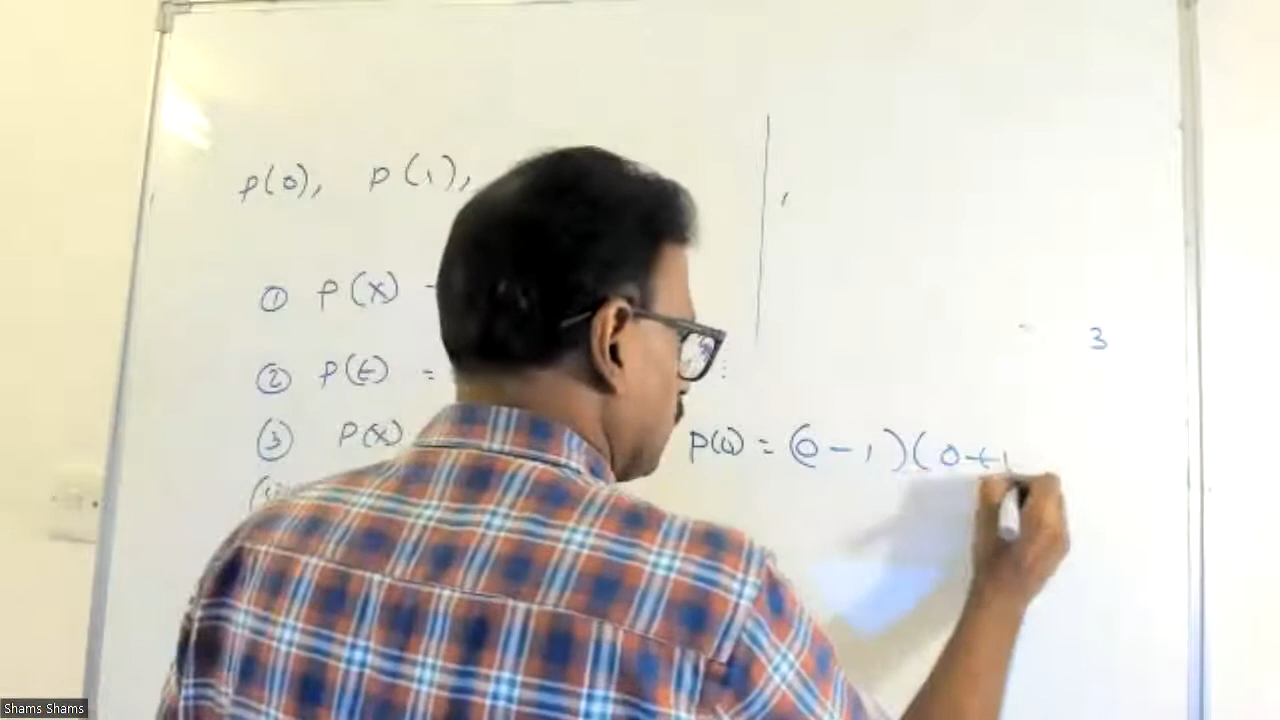 p(0), p(1),
① P(x)
② P(t) =
③ P(x)
P(0) = (0-1)(0+1
3
Shams Shams